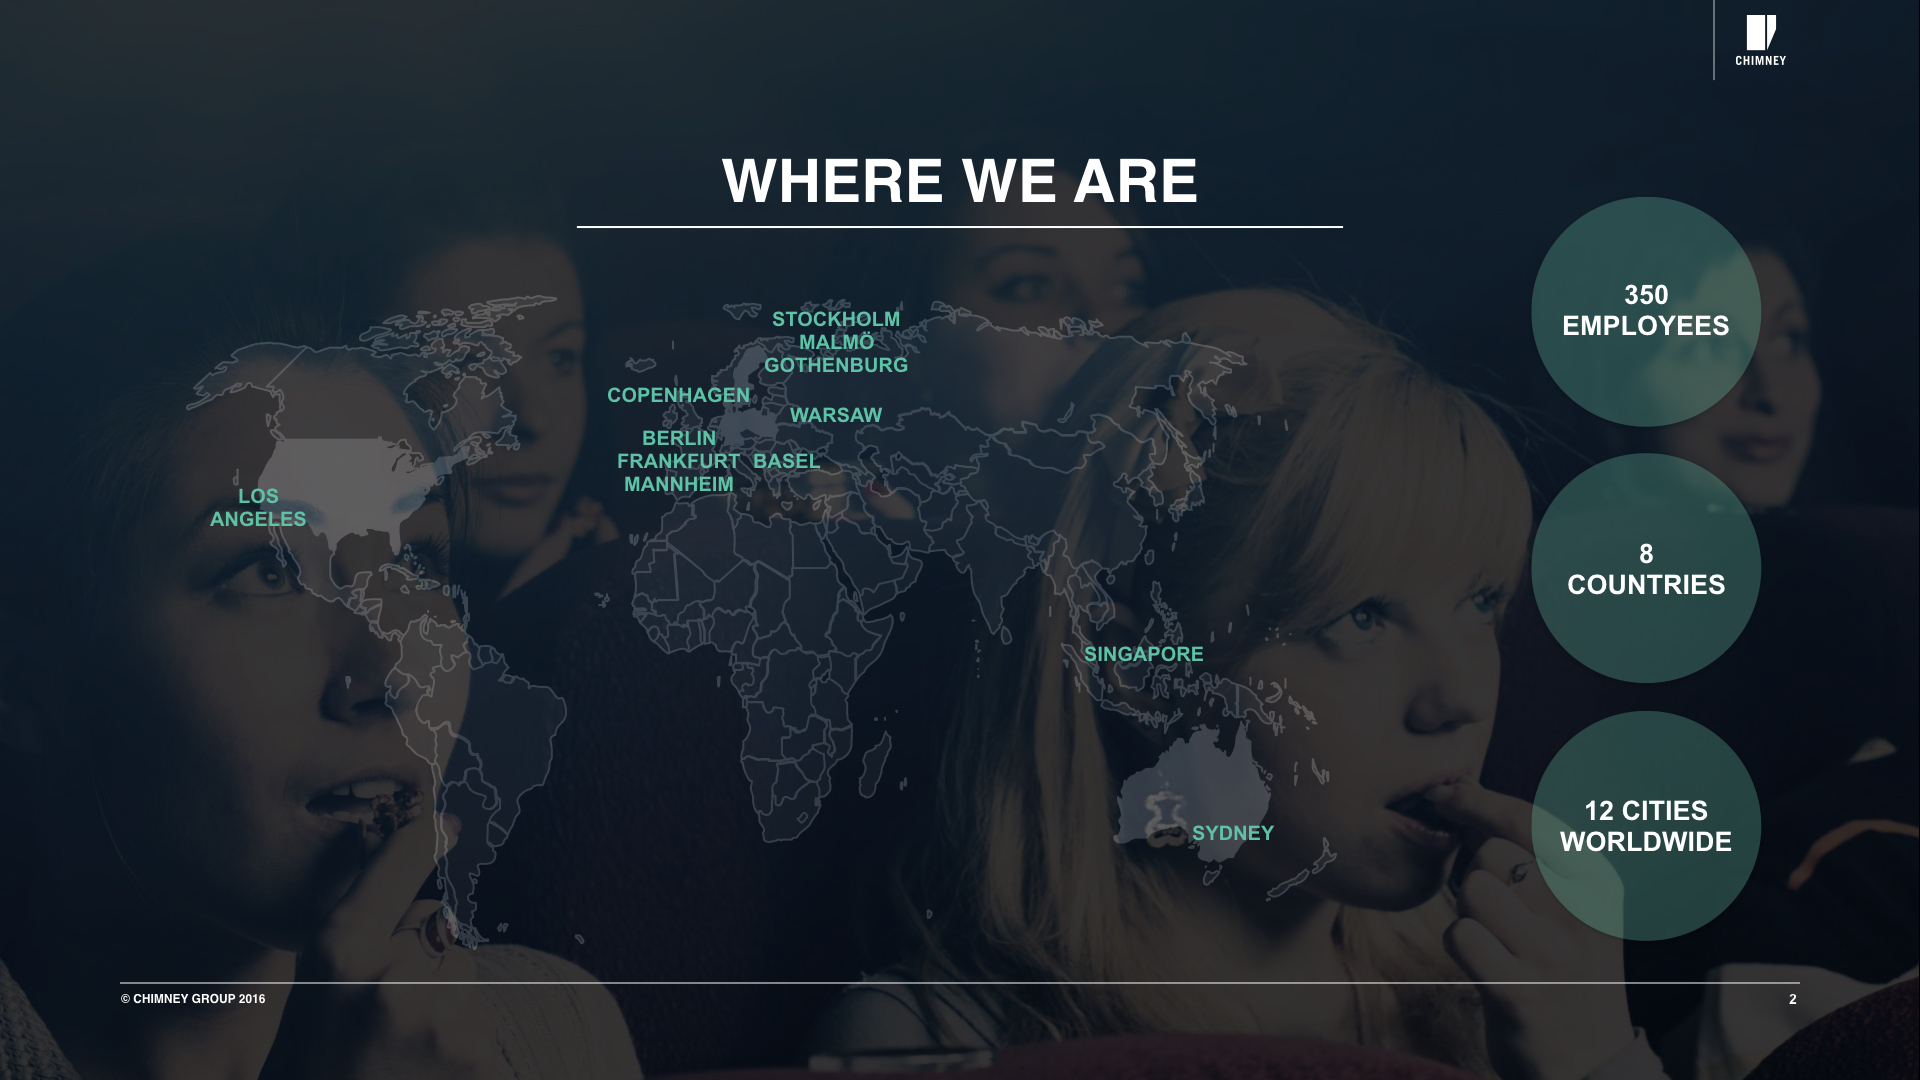 CHIMNEY
WHERE WE ARE
STOCKHOLM
MALMÖ
GOTHENBURG
COPENHAGEN
WARSAW
BERLIN
FRANKFURT
MANNHEIM
BASEL
LOS
ANGELES
SINGAPORE
SYDNEY
350
EMPLOYEES
8
COUNTRIES
12 CITIES
WORLDWIDE
© CHIMNEY GROUP 2016
2